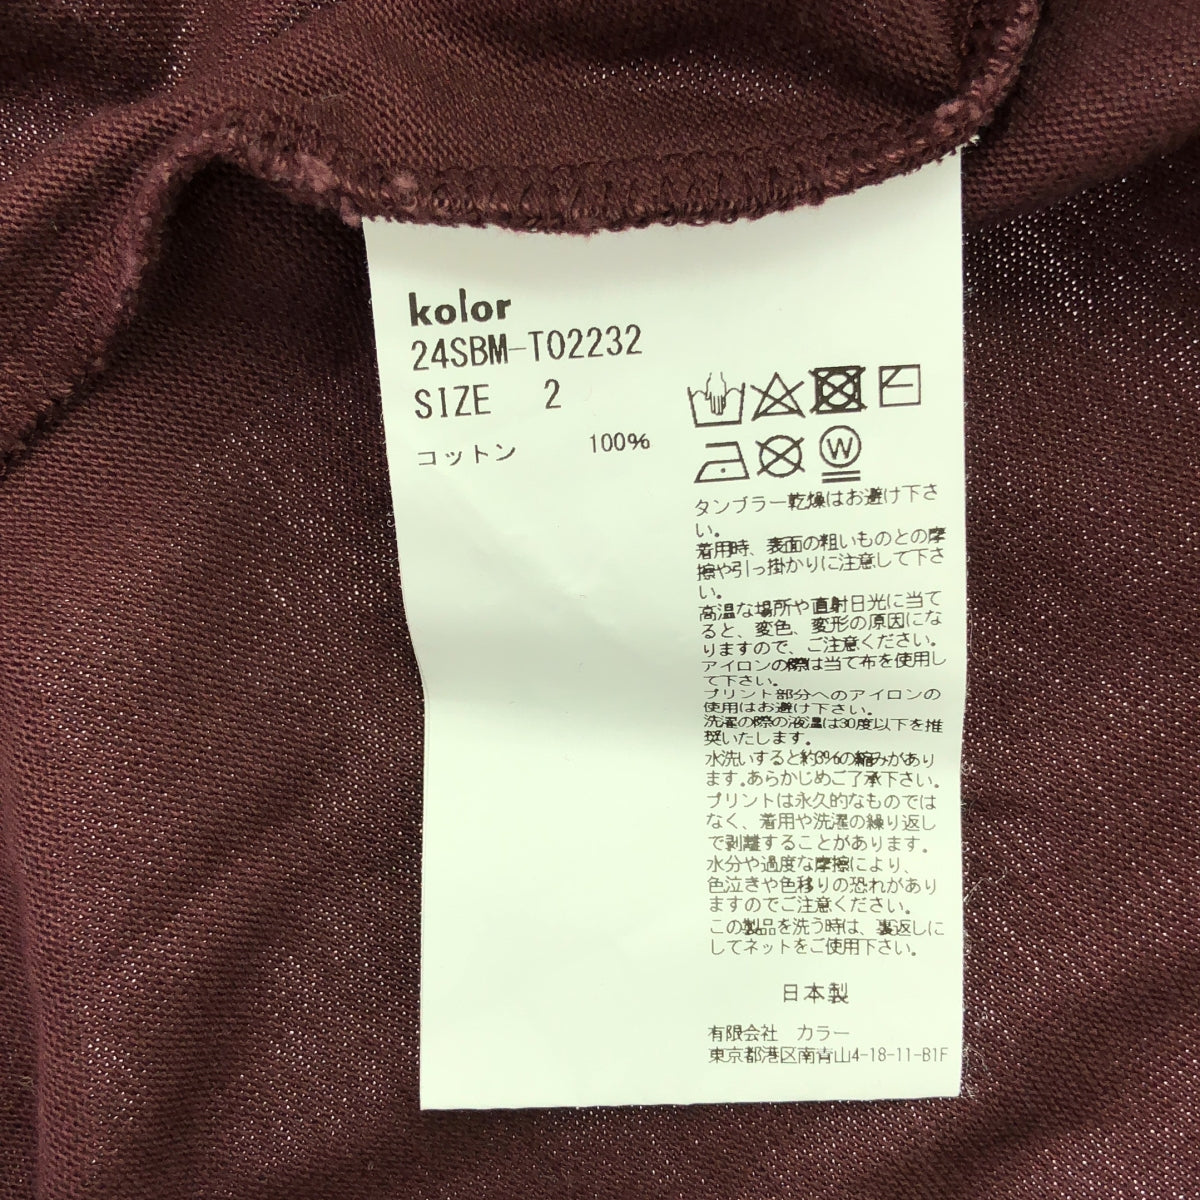 kolor
24SBM-T02232
SIZE 2
コットン 100%
W
タンブラー乾燥はお避け下さ
い。
着用時、表面の粗いものとの摩
擦や引っ掛かりに注意して下さ
い。
高温な場所や直射日光に当て
ると、変色、変形の原因にな
りますので、ご注意ください。
アイロンの際は当て布を使用し
て下さい。
プリント部分へのアイロンの
使用はお避け下さい。
洗濯の際の液温は30度以下を推
奨いたします。
水洗いすると約3%の縮みがあり
ます。あらかじめご了承下さい。
プリントは永久的なものでは
なく、着用や洗濯の繰り返し
で剥離することがあります。
水分や過度な摩擦により、
色泣きや色移りの恐れがあり
ますのでご注意ください。
この製品を洗う時は、裏返しに
してネットをご使用下さい。
日本製
有限会社 カラー
東京都港区南青山4-18-11-B1F